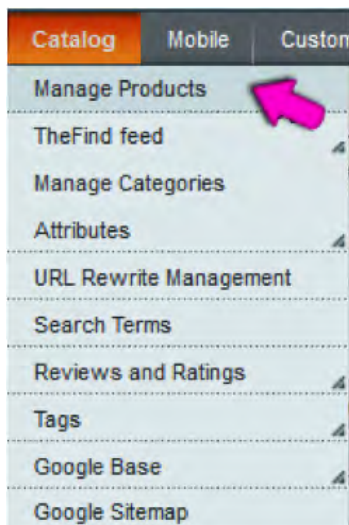 Catalog Mobile Custom
Manage Products
TheFind feed
Manage Categories
Attributes
URL Rewrite Management
Search Terms
Reviews and Ratings
Tags
Google Base
Google Sitemap